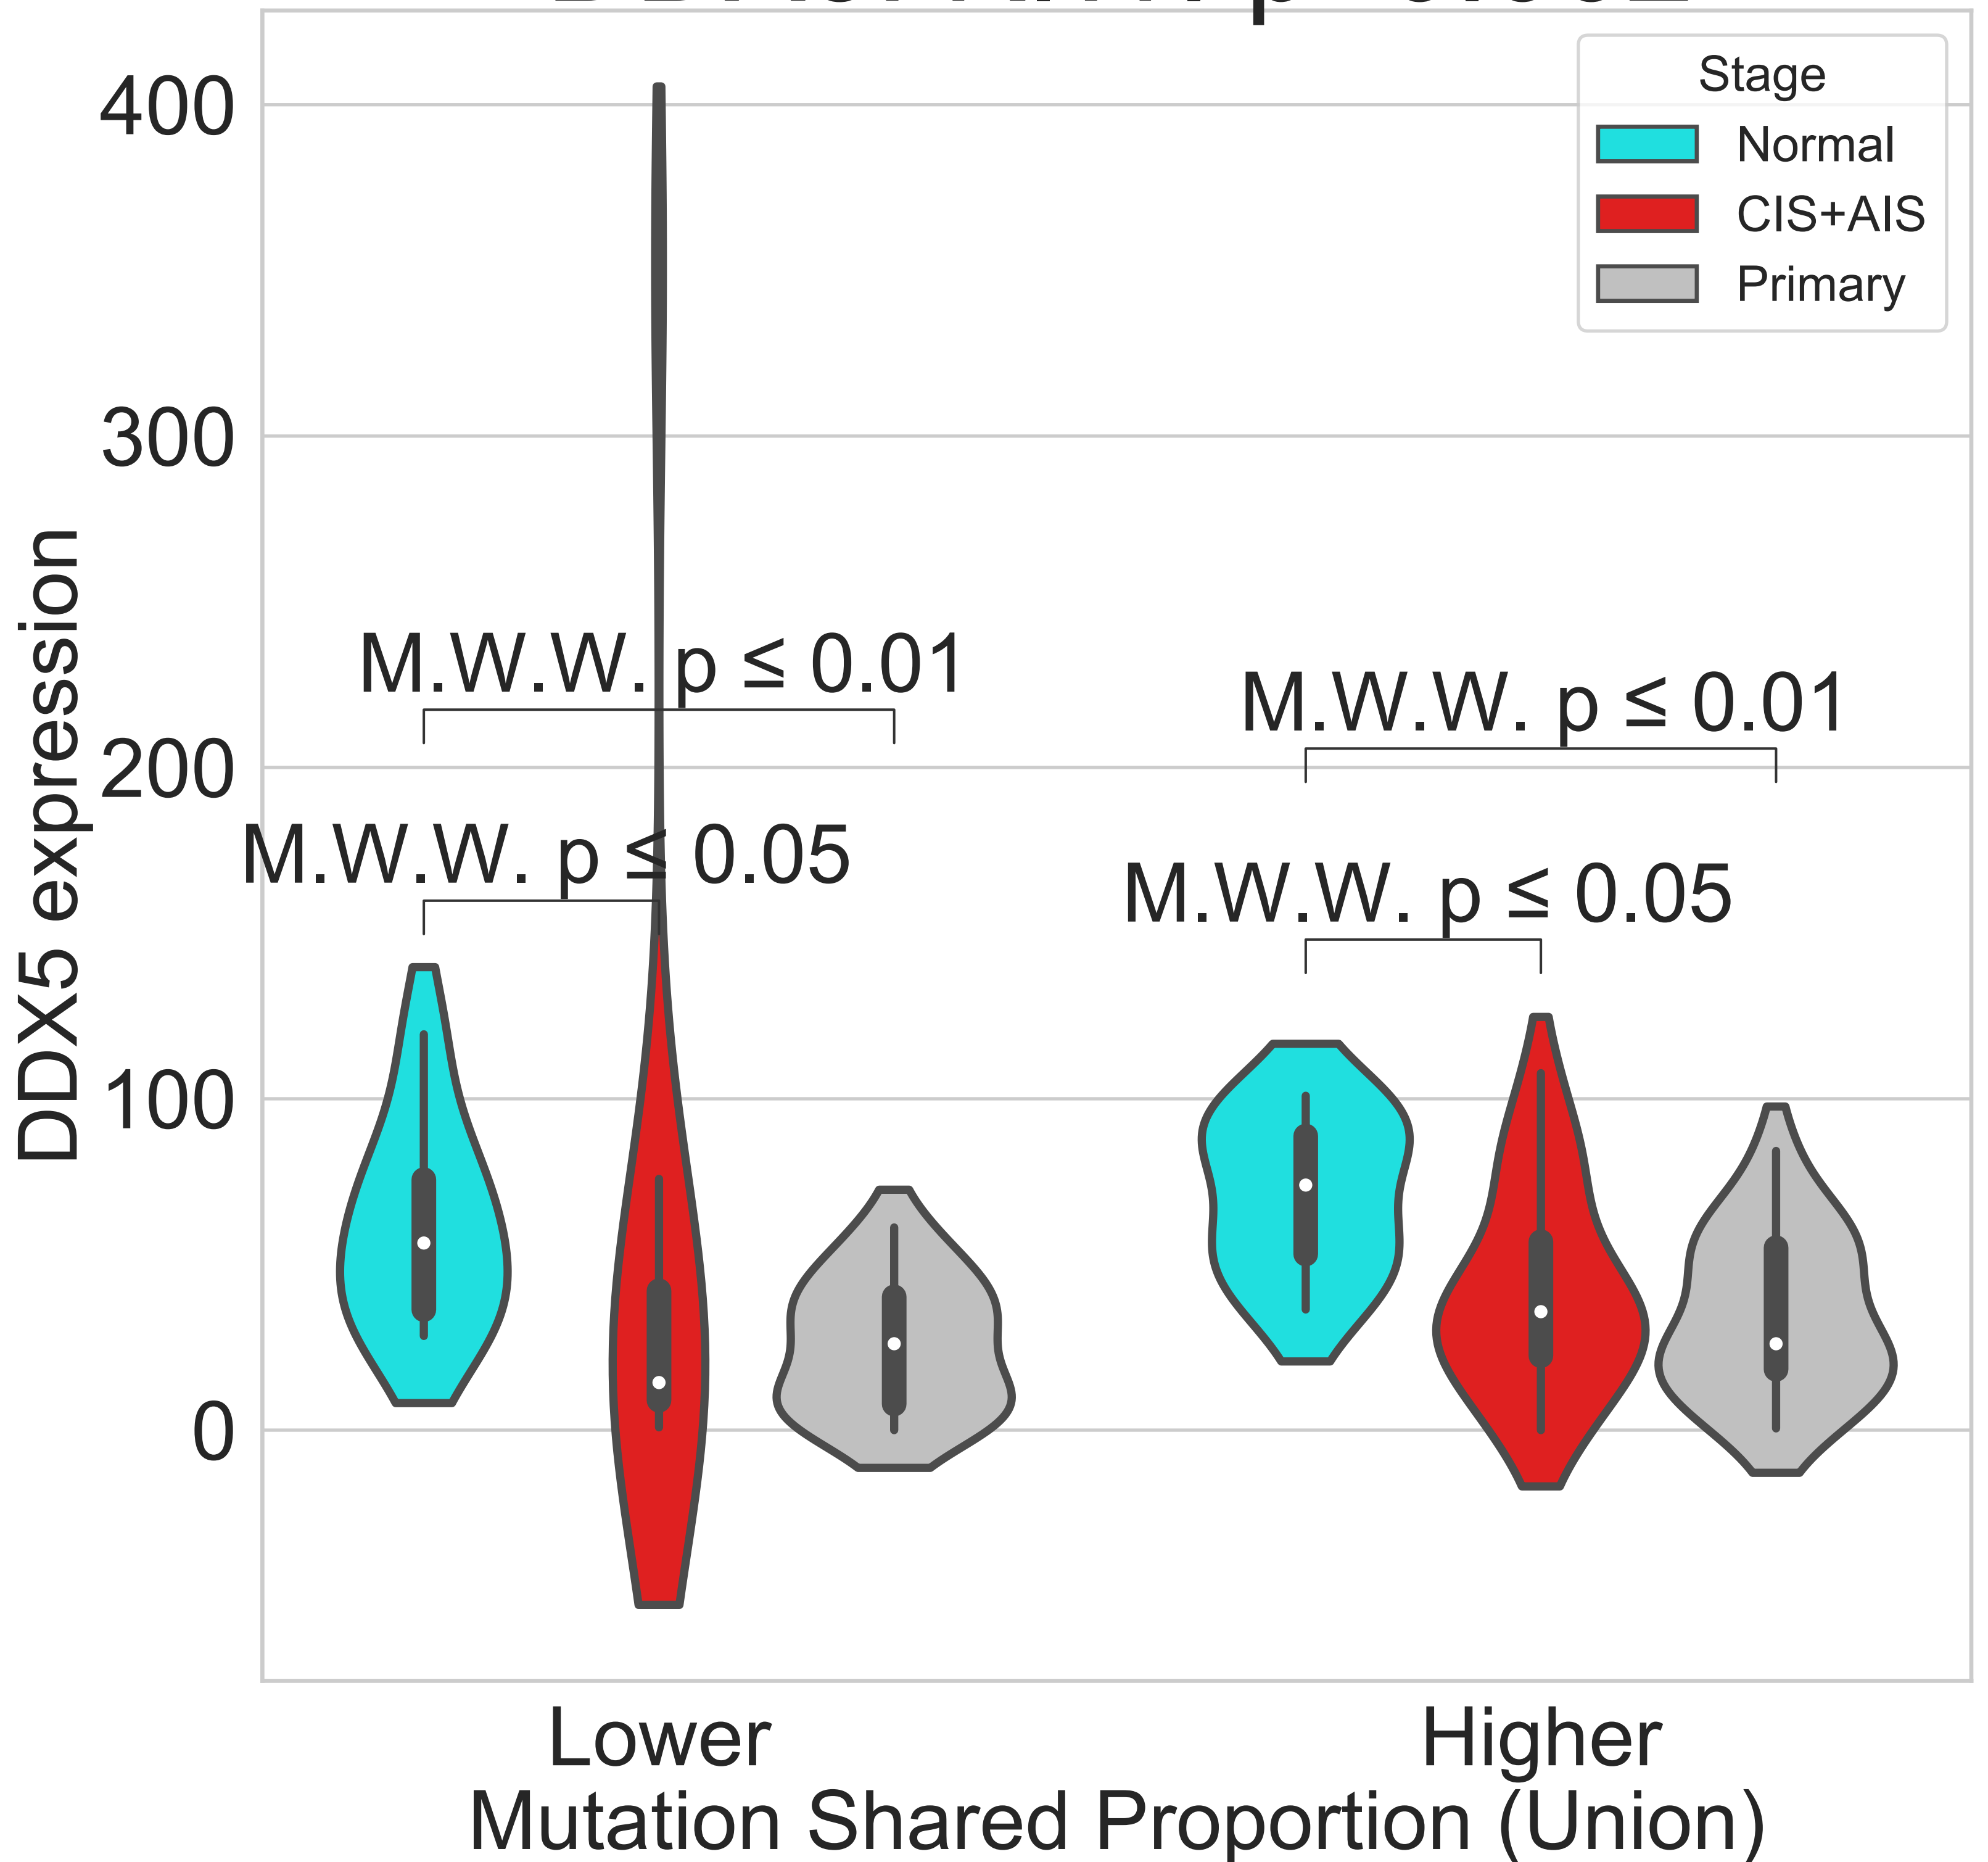 Stage
Normal
CIS+AIS
Primary
400
300
200
100
0
DDX5 expression
M.W.W. p ≤ 0.01
M.W.W. p ≤ 0.01
M.W.W. p ≤ 0.05
M.W.W. p ≤ 0.05
Lower
Higher
Mutation Shared Proportion (Union)